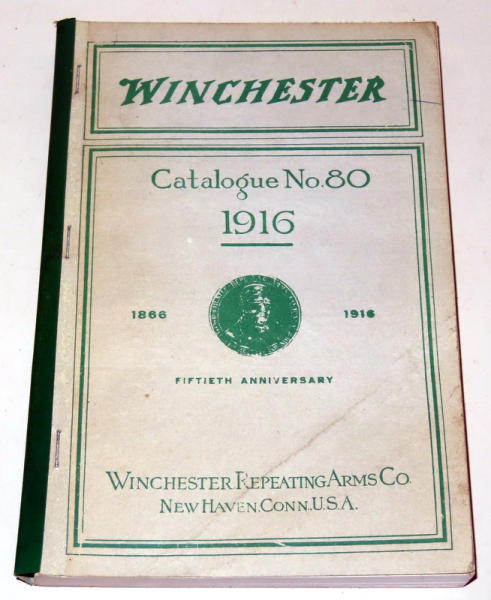 WINCHESTER
Catalogue No.80
1916
1866
1916
FIFTIETH ANNIVERSARY
WINCHESTER REPEATING ARMS CO.
NEW HAVEN, CONN., U.S.A.